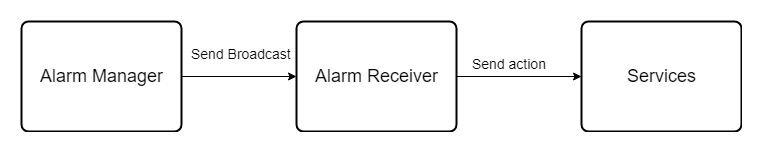 Alarm Manager
Send Broadcast
Alarm Receiver
Send action
Services